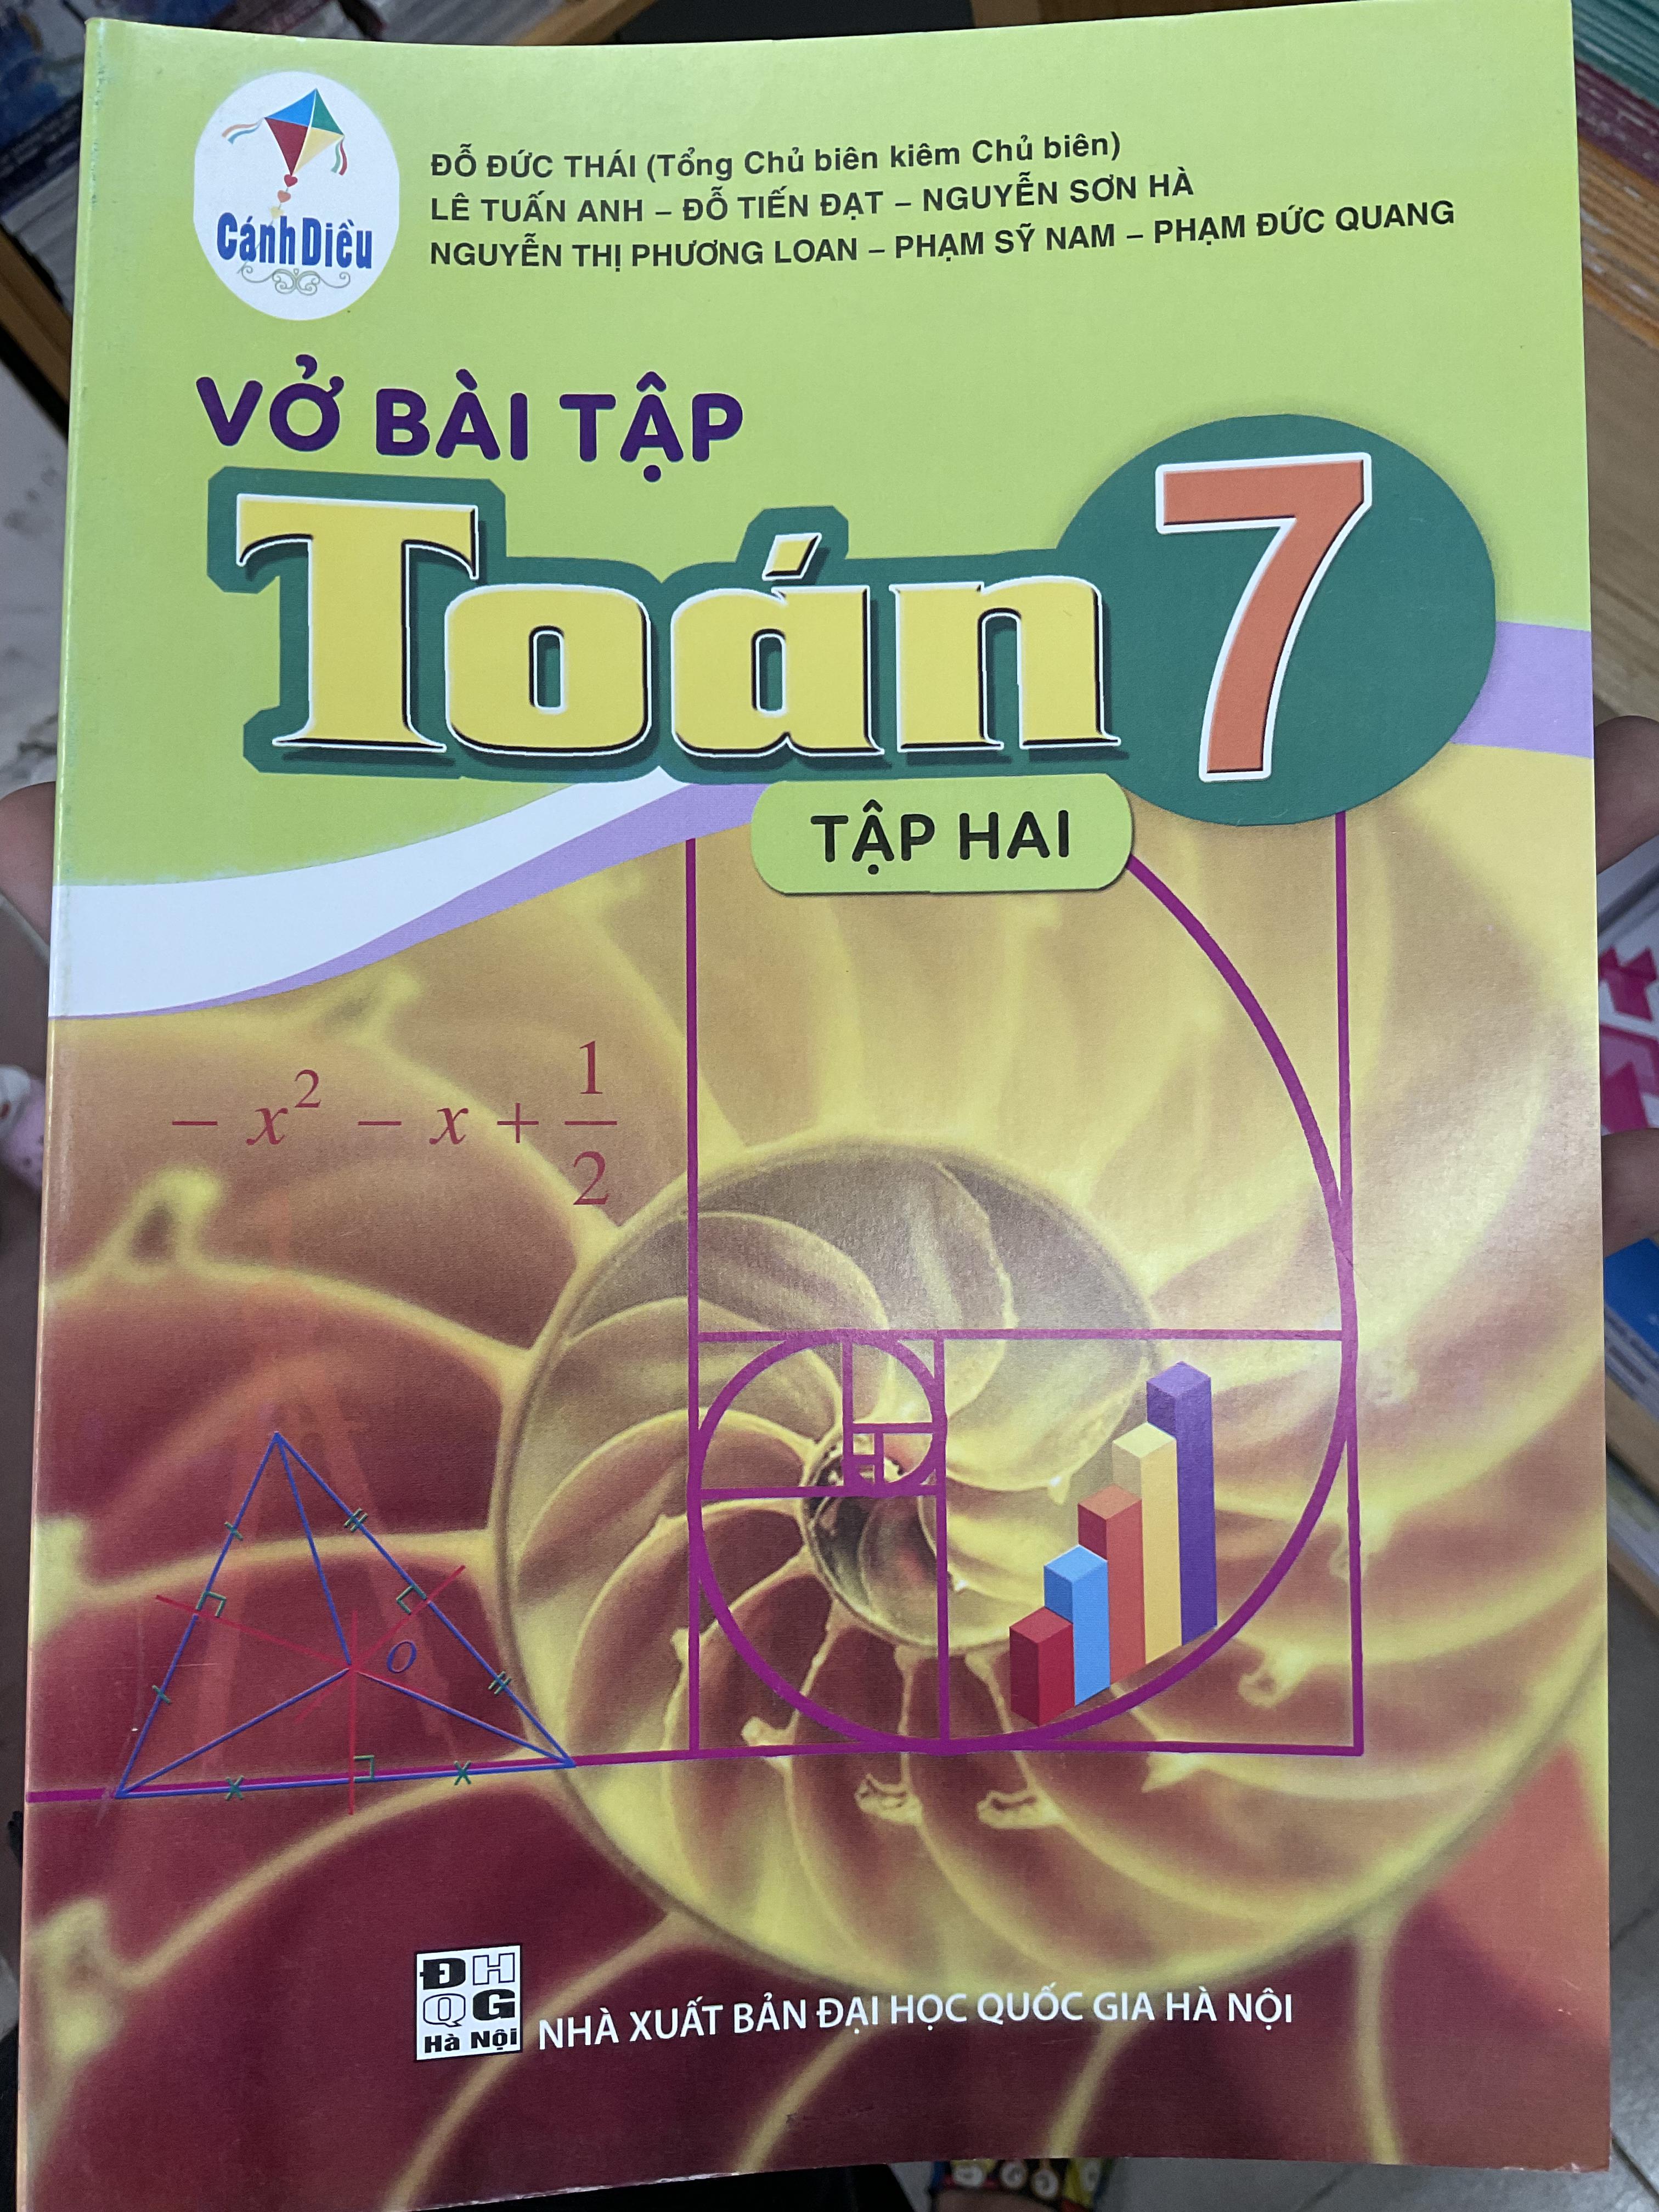 Cánh Diều
ĐỖ ĐỨC THÁI (Tổng Chủ biên kiêm Chủ biên)
LÊ TUẤN ANH – ĐỖ TIẾN ĐẠT – NGUYỄN SƠN HÀ
NGUYỄN THỊ PHƯƠNG LOAN – PHẠM SỸ NAM – PHẠM ĐỨC QUANG
VỞ BÀI TẬP
Toán 7
TẬP HAI
− x² − x + 1/2
O
ĐH
QG
Hà Nội
NHÀ XUẤT BẢN ĐẠI HỌC QUỐC GIA HÀ NỘI